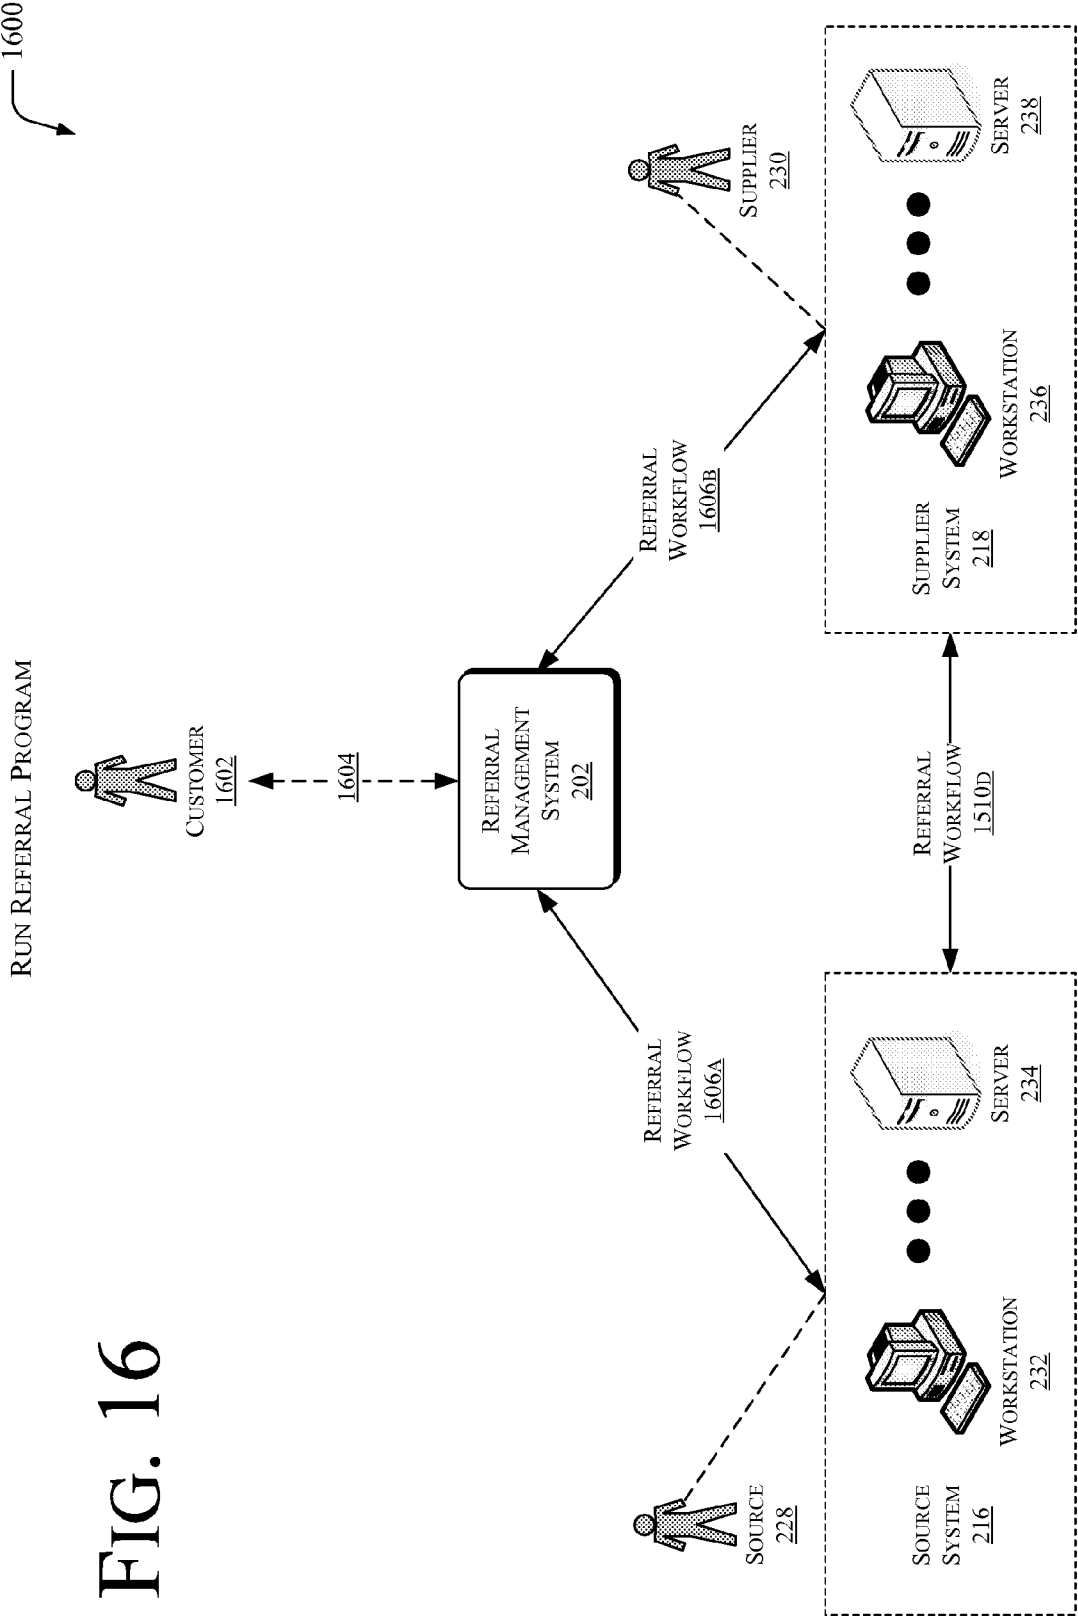 FIG. 16
RUN REFERRAL PROGRAM
1600
CUSTOMER
1602
1604
REFERRAL
MANAGEMENT
SYSTEM
202
SOURCE
228
REFERRAL
WORKFLOW
1606A
REFERRAL
WORKFLOW
1606B
SUPPLIER
230
SOURCE
SYSTEM
216
WORKSTATION
232
SERVER
234
REFERRAL
WORKFLOW
1510D
SUPPLIER
SYSTEM
218
WORKSTATION
236
SERVER
238